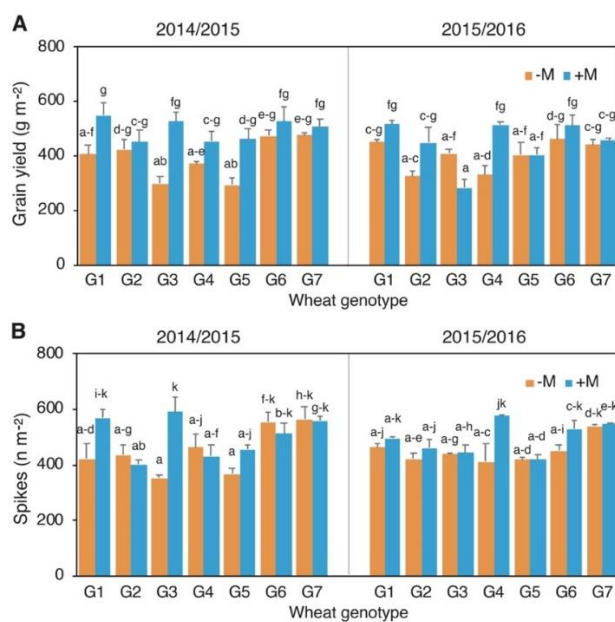 A
2014/2015
2015/2016
Grain yield (g m-2)
800
600
400
200
0
-M +M
a-f g d-g c-g ab fg a-e c-g ab d-g e-g fg e-g fg
c-g fg a-c c-g a-f a a-d fg a-f a-f d-g fg c-g c-g
G1 G2 G3 G4 G5 G6 G7 G1 G2 G3 G4 G5 G6 G7
Wheat genotype
B
2014/2015
2015/2016
Spikes (n m-2)
800
600
400
200
0
-M +M
a-d i-k a-g ab a k a-j a-f a c-j f-k b-k h-k g-k
a-j a-k a-e a-j a-g a-h a-c jk a-d a-d a-i c-k d-k e-k
G1 G2 G3 G4 G5 G6 G7 G1 G2 G3 G4 G5 G6 G7
Wheat genotype